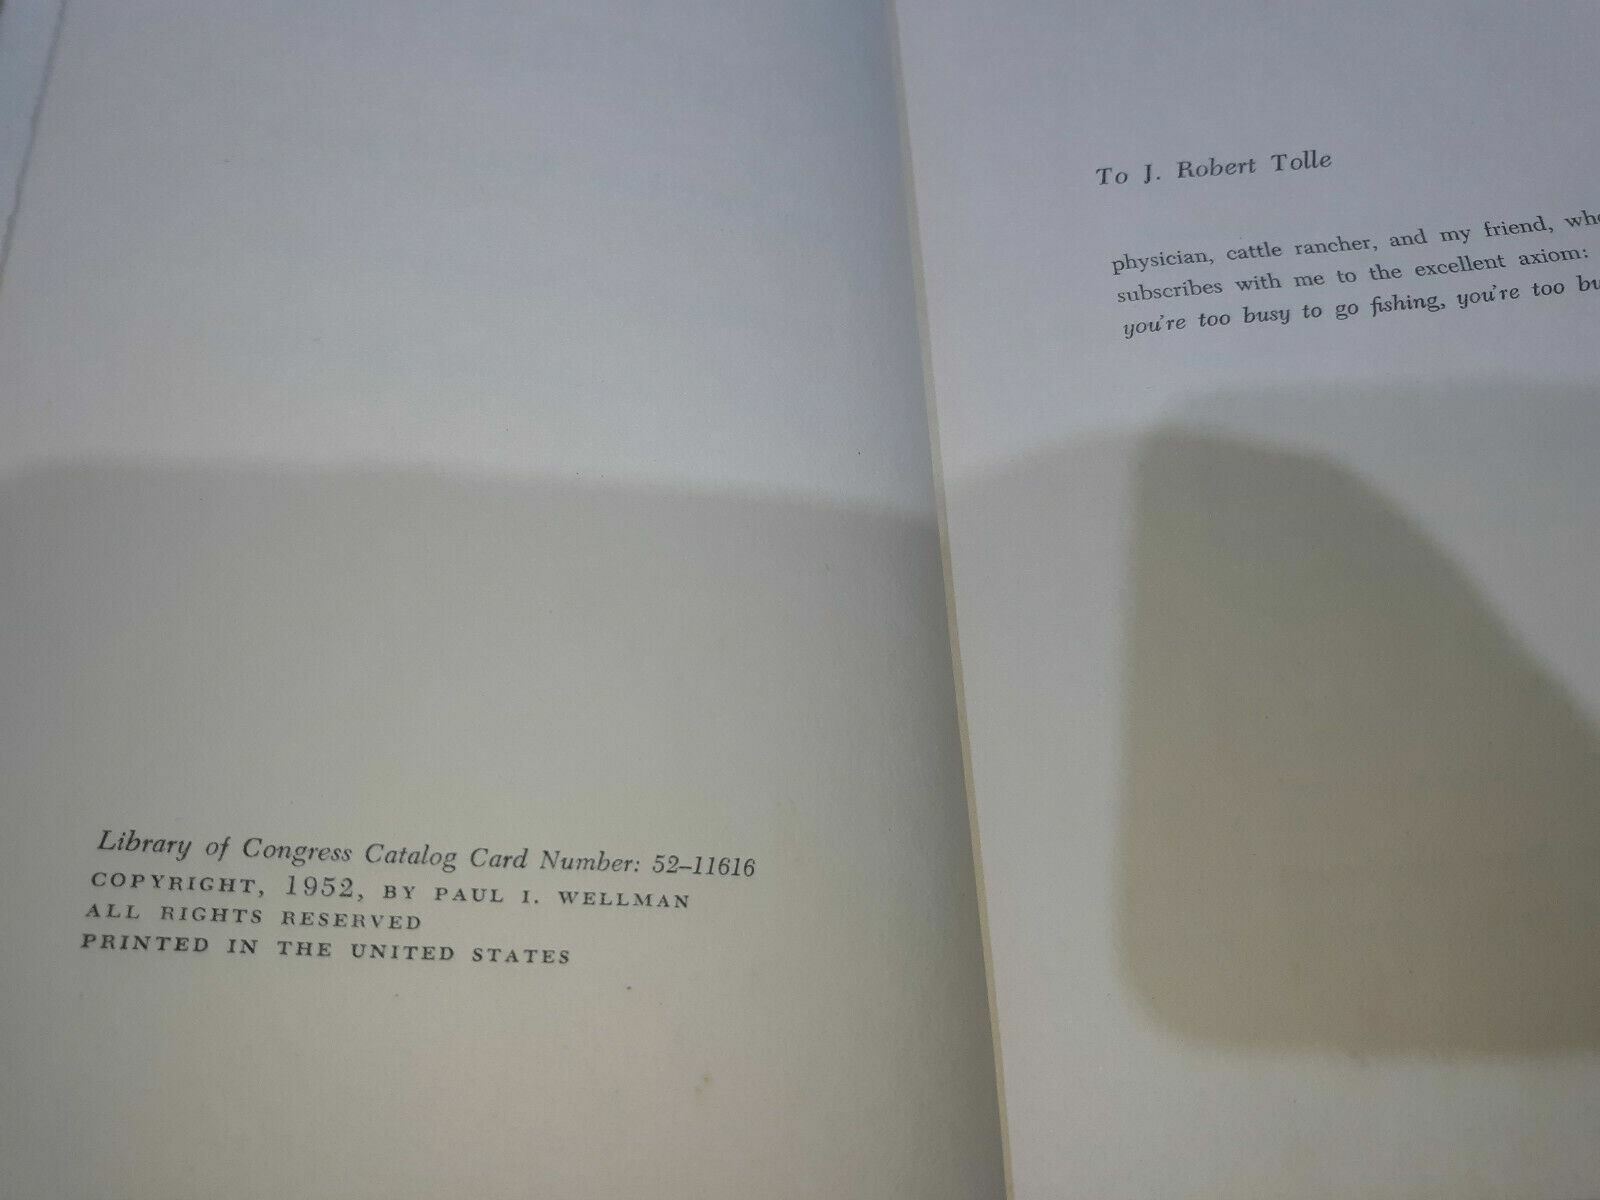 Library of Congress Catalog Card Number: 52–11616
COPYRIGHT, 1952, BY PAUL I. WELLMAN
ALL RIGHTS RESERVED
PRINTED IN THE UNITED STATES
To J. Robert Tolle
physician, cattle rancher, and my friend,
subscribes with me to the excellent axiom:
you're too busy to go fishing, you're too